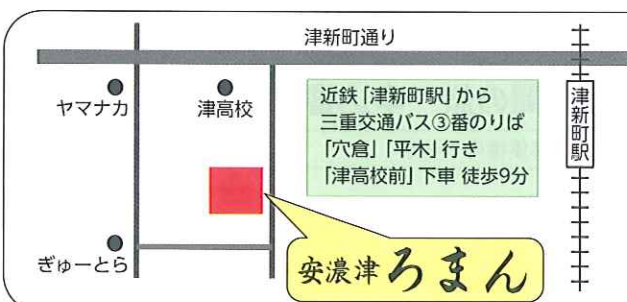 津新町通り
ヤマナカ
津高校
近鉄「津新町駅」から
三重交通バス③番のりば
「穴倉」「平木」行き
「津高校前」下車 徒歩9分
津新町駅
ぎゅーとら
安濃津ろまん